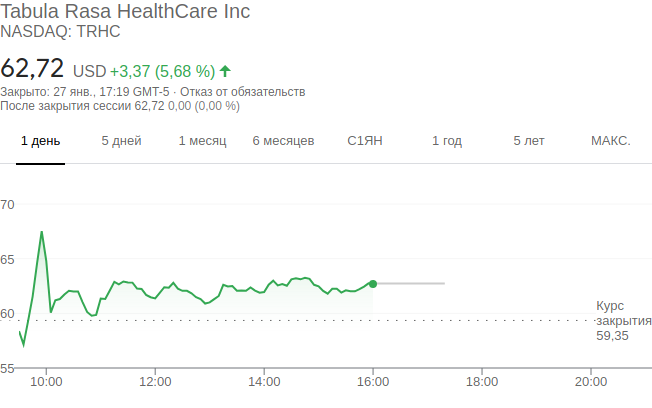 Tabula Rasa HealthCare Inc
NASDAQ: TRHC
62,72 USD +3,37 (5,68 %)
Закрыто: 27 янв., 17:19 GMT-5 · Отказ от обязательств
После закрытия сессии 62,72 0,00 (0,00 %)
1 день 5 дней 1 месяц 6 месяцев С1ЯН 1 год 5 лет МАКС.
70
65
60
Курс
закрытия
59,35
55
10:00 12:00 14:00 16:00 18:00 20:00